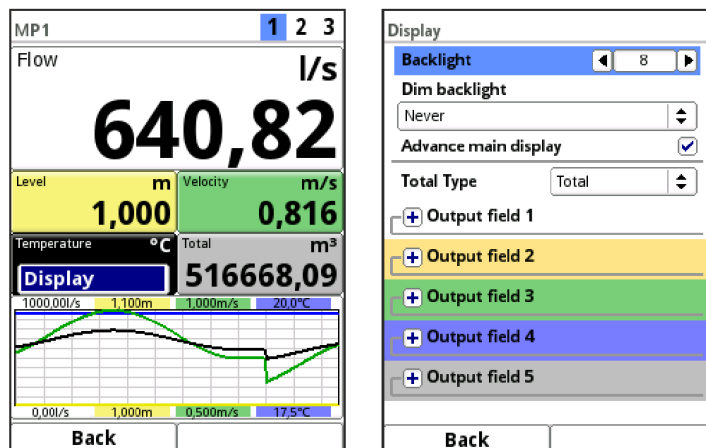 MP1 1 2 3
Flow l/s
640,82
Level m Velocity m/s
1,000 0,816
Temperature °C Total m³
Display 516668,09
1000,00l/s 1,100m 1,000m/s 20,0°C
0,00l/s 1,000m 0,500m/s 17,5°C
Back
Display
Backlight 8
Dim backlight
Never
Advance main display
Total Type Total
Output field 1
Output field 2
Output field 3
Output field 4
Output field 5
Back